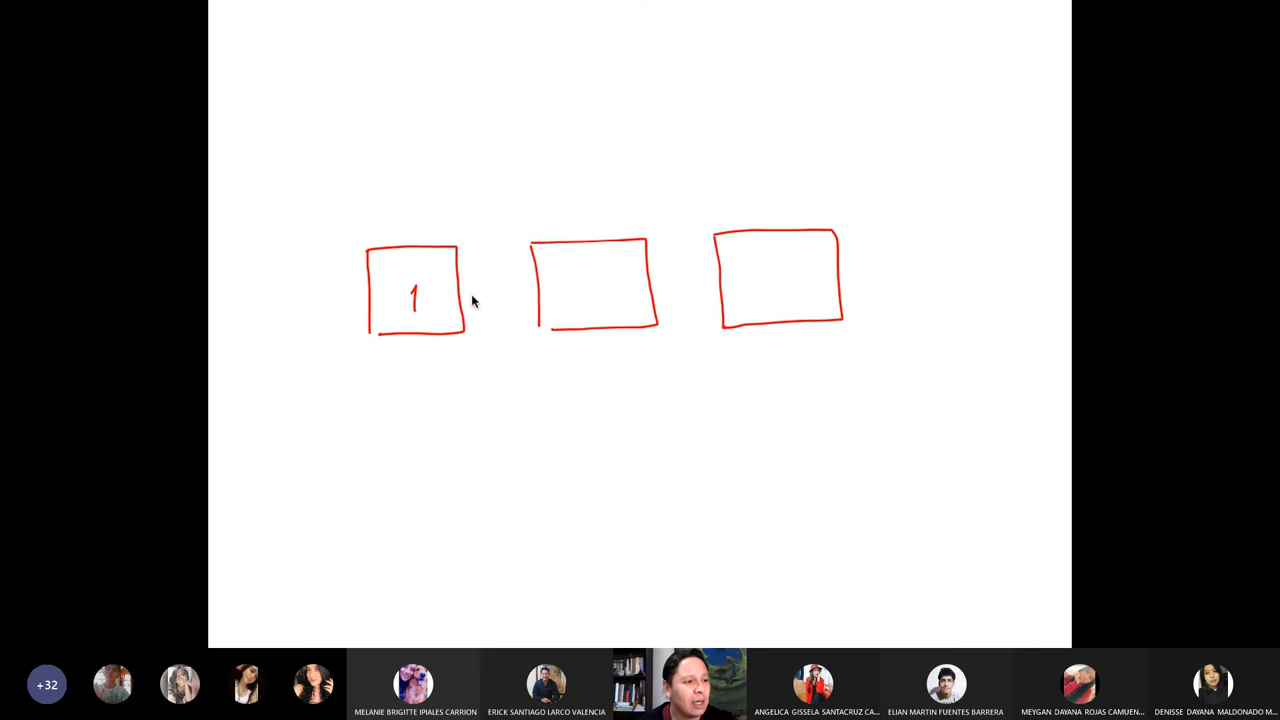 1
+32
MELANIE BRIGITTE IPIALES CARRION
ERICK SANTIAGO LARCO VALENCIA
ANGELICA GISSELA SANTACRUZ CA...
ELIAN MARTIN FUENTES BARRERA
MEYGAN DAYANA ROJAS CAMUEN...
DENISSE DAYANA MALDONADO M...